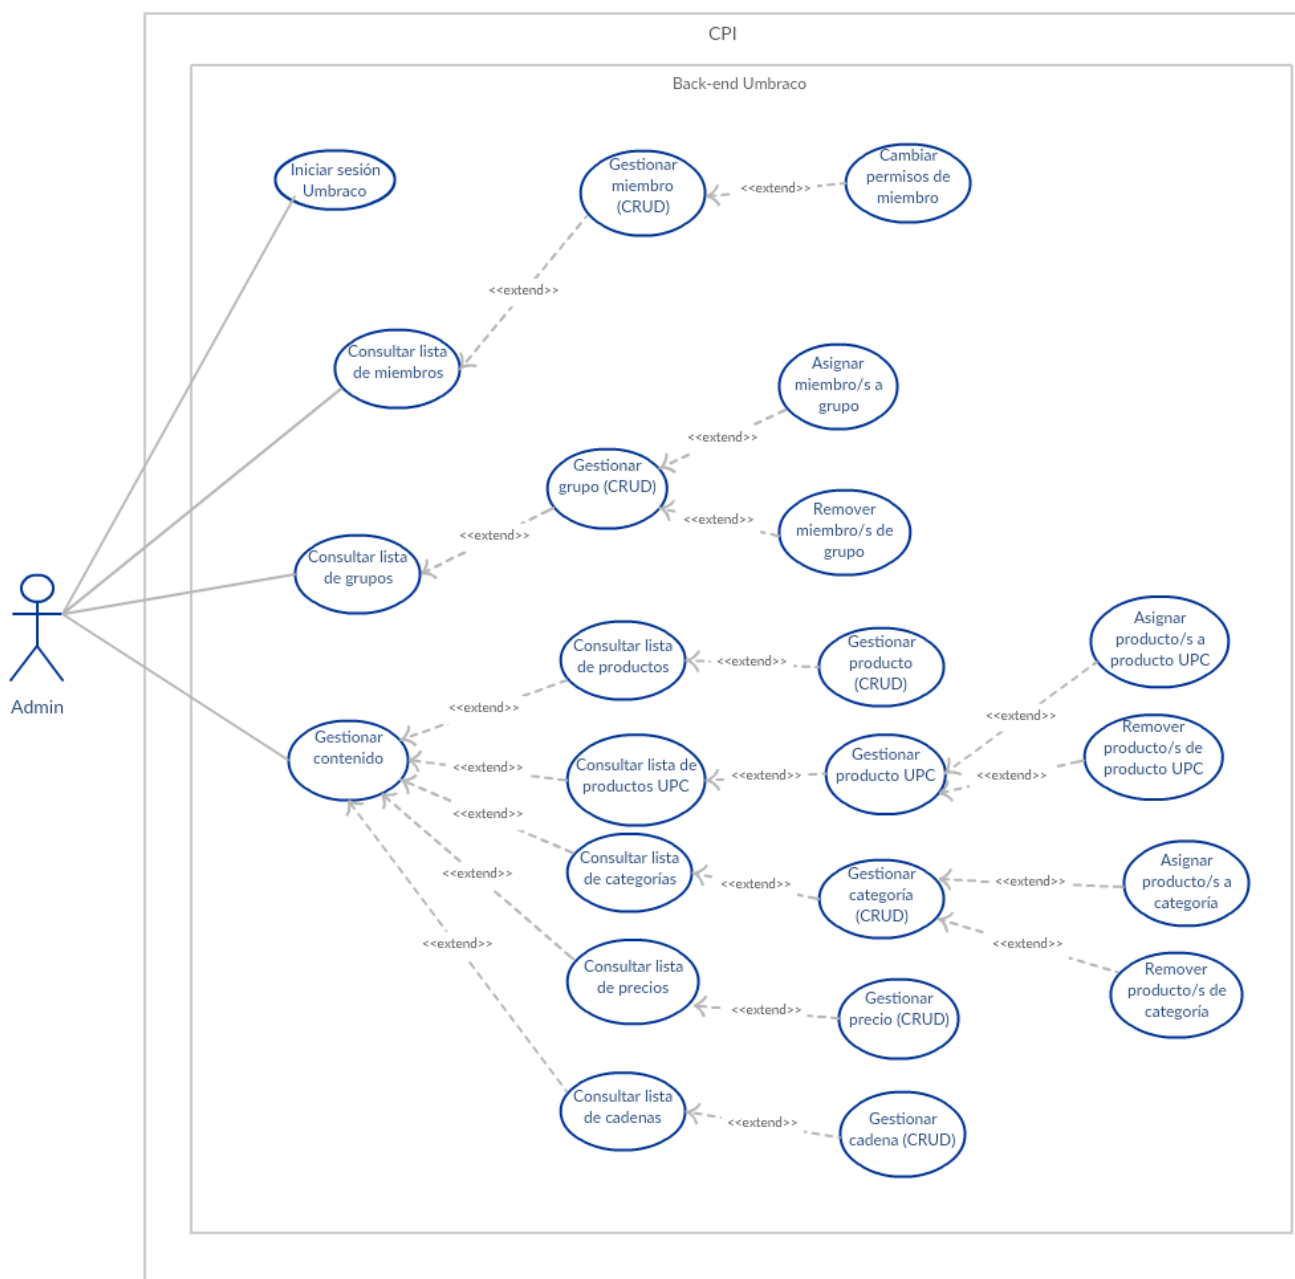 CPI
Back-end Umbraco
Iniciar sesión
Umbraco
Gestionar
miembro
(CRUD)
<<extend>>
Cambiar
permisos de
miembro
<<extend>>
Consultar lista
de miembros
Asignar
miembro/s a
grupo
<<extend>>
Gestionar
grupo (CRUD)
Remover
miembro/s de
grupo
<<extend>>
<<extend>>
Consultar lista
de grupos
Admin
Consultar lista
de productos
<<extend>>
Gestionar
producto
(CRUD)
Asignar
producto/s a
producto UPC
<<extend>>
<<extend>>
Gestionar
contenido
<<extend>>
Consultar lista de
productos UPC
<<extend>>
Gestionar
producto UPC
Remover
producto/s de
producto UPC
<<extend>>
<<extend>>
Consultar lista
de categorías
<<extend>>
Gestionar
categoría
(CRUD)
<<extend>>
Asignar
producto/s a
categoría
<<extend>>
<<extend>>
<<extend>>
Remover
producto/s de
categoría
Consultar lista
de precios
<<extend>>
Gestionar
precio (CRUD)
Consultar lista
de cadenas
<<extend>>
Gestionar
cadena (CRUD)